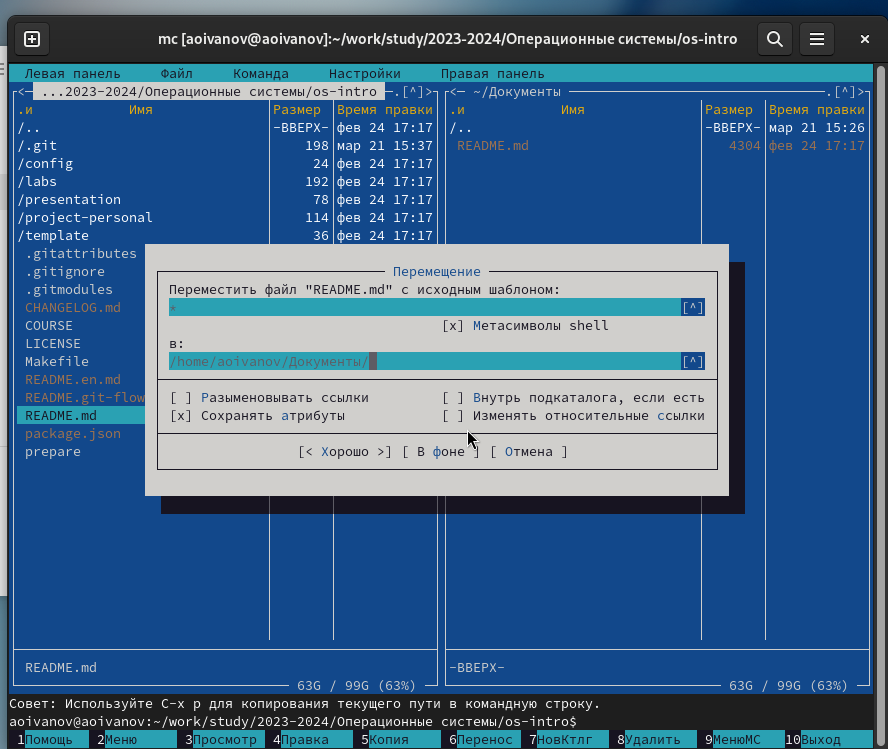 mc [aoivanov@aoivanov]:~/work/study/2023-2024/Операционные системы/os-intro
Левая панель Файл Команда Настройки Правая панель
<─ ...2023-2024/Операционные системы/os-intro ─.[^]>
.и Имя Размер Время правки
/.. -ВВЕРХ- фев 24 17:17
/.git 198 мар 21 15:37
/config 24 фев 24 17:17
/labs 192 фев 24 17:17
/presentation 78 фев 24 17:17
/project-personal 114 фев 24 17:17
/template 36 фев 24 17:17
.gitattributes
.gitignore
.gitmodules
CHANGELOG.md
COURSE
LICENSE
Makefile
README.en.md
README.git-flow
README.md
package.json
prepare
README.md
63G / 99G (63%)
<─ ~/Документы .[^]>
.и Имя Размер Время правки
/.. -ВВЕРХ- мар 21 15:26
README.md 4304 фев 24 17:17
-ВВЕРХ-
63G / 99G (63%)
Перемещение
Переместить файл "README.md" с исходным шаблоном:
* [^]
[x] Метасимволы shell
в:
/home/aoivanov/Документы/ [^]
[ ] Разыменовывать ссылки [ ] Внутрь подкаталога, если есть
[x] Сохранять атрибуты [ ] Изменять относительные ссылки
[< Хорошо >] [ В фоне ] [ Отмена ]
Совет: Используйте C-x p для копирования текущего пути в командную строку.
aoivanov@aoivanov:~/work/study/2023-2024/Операционные системы/os-intro$
1Помощь 2Меню 3Просмотр 4Правка 5Копия 6Перенос 7НовКтлг 8Удалить 9МенюMC 10Выход